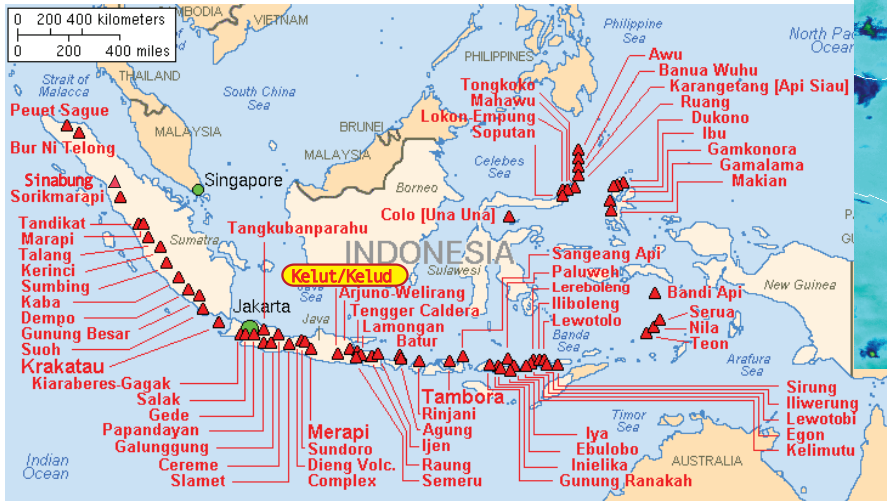 0 200 400 kilometers
0 200 400 miles
CAMBODIA
VIETNAM
THAILAND
Strait of
Malacca
South China
Sea
PHILIPPINES
Philippine
Sea
North Pac
Ocean
Awu
Banua Wuhu
Karangetang [Api Siau]
Ruang
Dukono
Ibu
Gamkonora
Gamalama
Makian
Tongkoko
Mahawu
Lokon Empung
Soputan
Celebes
Sea
Peuet Sague
Bur Ni Telong
MALAYSIA
BRUNEI
MALAYSIA
Borneo
Singapore
Sinabung
Sorikmarapi
Tandikat
Marapi
Talang
Kerinci
Sumbing
Kaba
Dempo
Gunung Besar
Suoh
Krakatau
Kiaraberes-Gagak
Salak
Gede
Papandayan
Galunggung
Cereme
Slamet
Sumatra
Tangkubanparahu
Colo [Una Una]
INDONESIA
Sulawesi
Kelut/Kelud
Java
Sea
Jakarta
Java
Arjuno-Welirang
Tengger Caldera
Lamongan
Batur
Sangeang Api
Paluweh
Lereboleng
Iliboleng
Lewotolo
Banda
Sea
Bandi Api
Serua
Nila
Teon
New Guinea
PA
GU
Arafura
Sea
Merapi
Sundoro
Dieng Volc.
Complex
Tambora
Rinjani
Agung
Ijen
Raung
Semeru
Iya
Ebulobo
Inielika
Gunung Ranakah
Sirung
Iliwerung
Lewotobi
Egon
Kelimutu
Timor
Sea
AUSTRALIA
Indian
Ocean